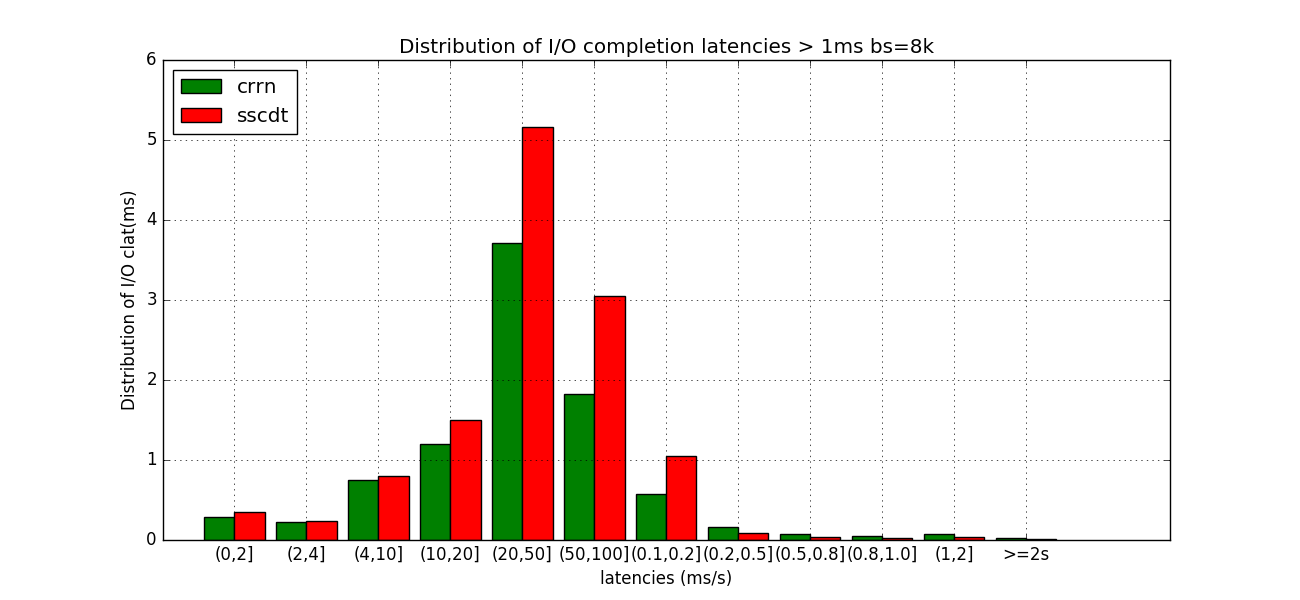 Distribution of I/O completion latencies > 1ms bs=8k
crrn
sscdt
6
5
4
3
2
1
0
Distribution of I/O clat(ms)
(0,2] (2,4] (4,10] (10,20] (20,50] (50,100] (0.1,0.2] (0.2,0.5] (0.5,0.8] (0.8,1.0] (1,2] >=2s
latencies (ms/s)